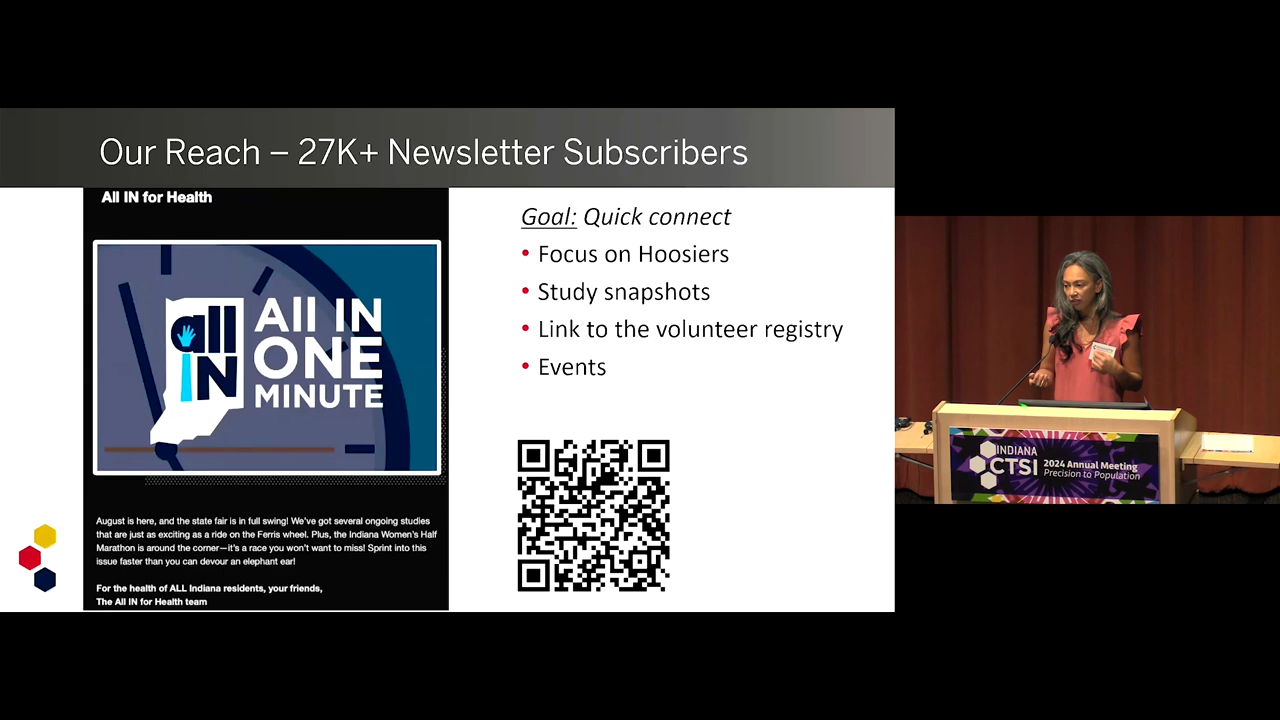 Our Reach – 27K+ Newsletter Subscribers
All IN for Health
all
IN
All IN
ONE
MINUTE
August is here, and the state fair is in full swing! We've got several ongoing studies
that are just as exciting as a ride on the Ferris wheel. Plus, the Indiana Women's Half
Marathon is around the corner—it's a race you won't want to miss! Sprint into this
issue faster than you can devour an elephant ear!
For the health of ALL Indiana residents, your friends,
The All IN for Health team
Goal: Quick connect
• Focus on Hoosiers
• Study snapshots
• Link to the volunteer registry
• Events
INDIANA
CTSI
2024 Annual Meeting
Precision to Population